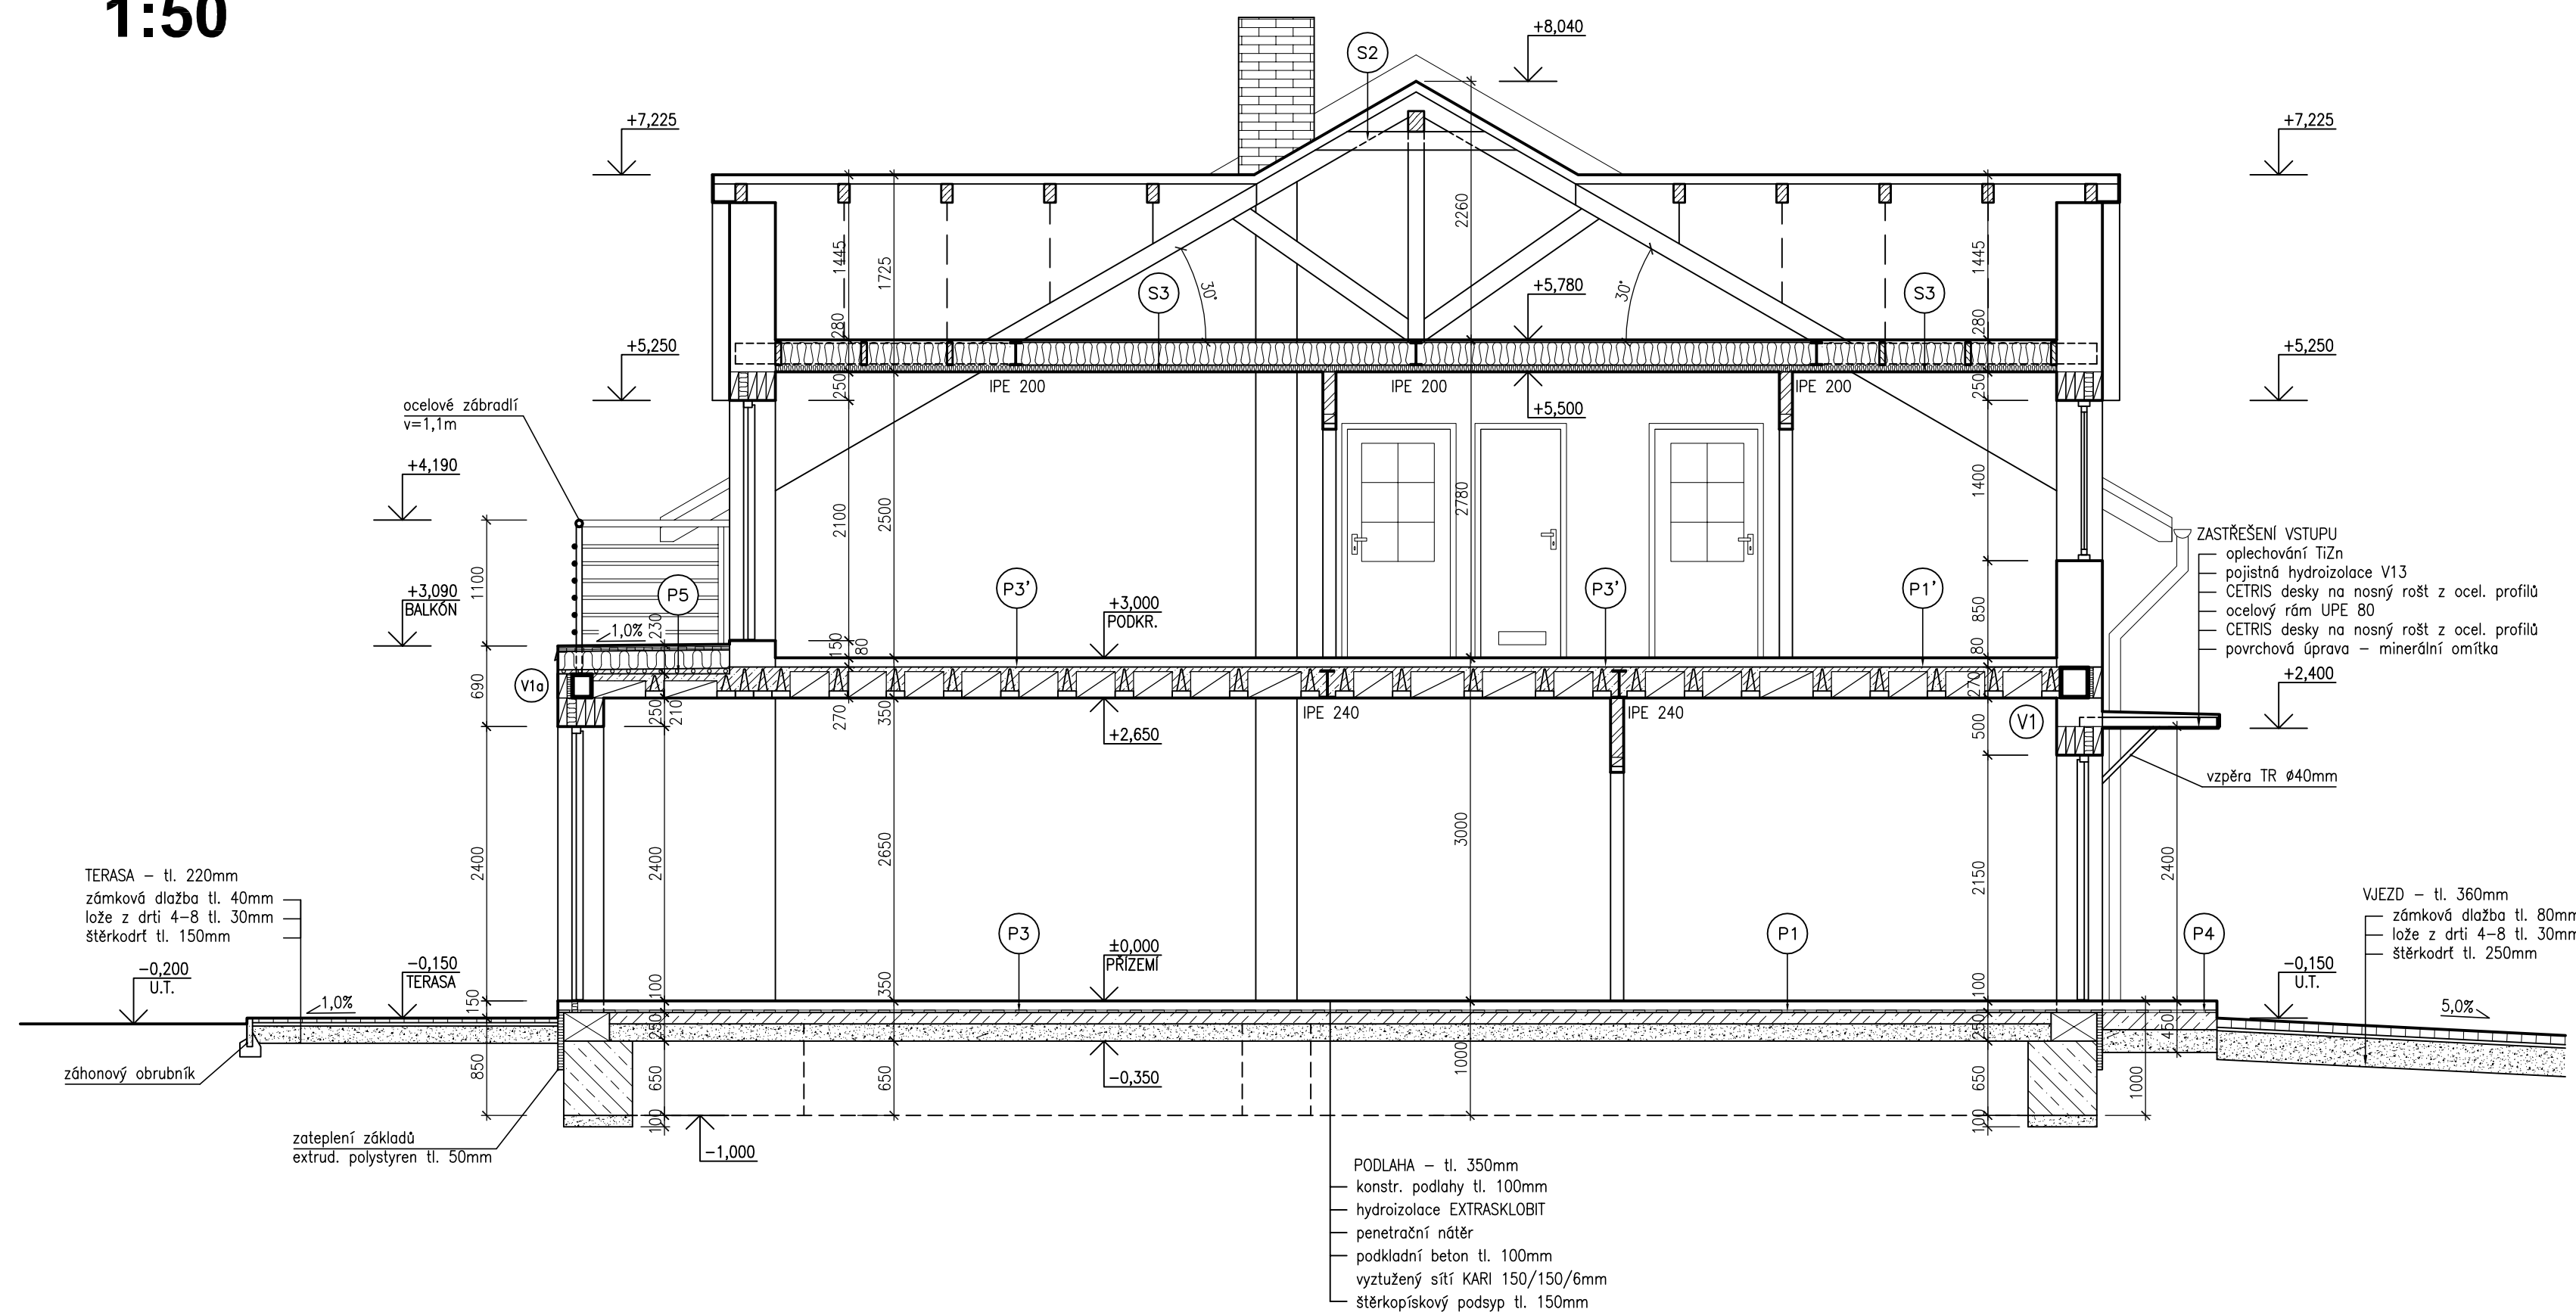 1:50
+8,040
S2
+7,225
+7,225
2260
1445
1725
1445
30°
30°
S3
+5,780
S3
280
280
+5,250
+5,250
250
IPE 200
IPE 200
IPE 200
250
+5,500
ocelové zábradlí
v=1,1m
+4,190
2100
2500
2780
1400
ZASTŘEŠENÍ VSTUPU
oplechování TiZn
pojistná hydroizolace V13
CETRIS desky na nosný rošt z ocel. profilů
ocelový rám UPE 80
CETRIS desky na nosný rošt z ocel. profilů
povrchová úprava – minerální omítka
1100
+3,090
BALKÓN
P5
P3'
+3,000
PODKR.
P3'
P1'
850
230
1,0%
150
80
80
V1a
690
250
210
270
350
270
+2,400
IPE 240
IPE 240
V1
500
+2,650
vzpěra TR ø40mm
2400
2400
2650
3000
2150
2400
TERASA – tl. 220mm
zámková dlažba tl. 40mm
lože z drti 4–8 tl. 30mm
štěrkodrť tl. 150mm
VJEZD – tl. 360mm
zámková dlažba tl. 80mm
lože z drti 4–8 tl. 30mm
štěrkodrť tl. 250mm
P3
±0,000
PŘÍZEMÍ
P1
P4
–0,200
U.T.
–0,150
TERASA
–0,150
U.T.
1,0%
150
100
350
100
5,0%
250
250
450
850
650
650
1000
650
1000
–0,350
záhonový obrubník
100
100
–1,000
zateplení základů
extrud. polystyren tl. 50mm
PODLAHA – tl. 350mm
konstr. podlahy tl. 100mm
hydroizolace EXTRASKLOBIT
penetrační nátěr
podkladní beton tl. 100mm
vyztužený sítí KARI 150/150/6mm
štěrkopískový podsyp tl. 150mm